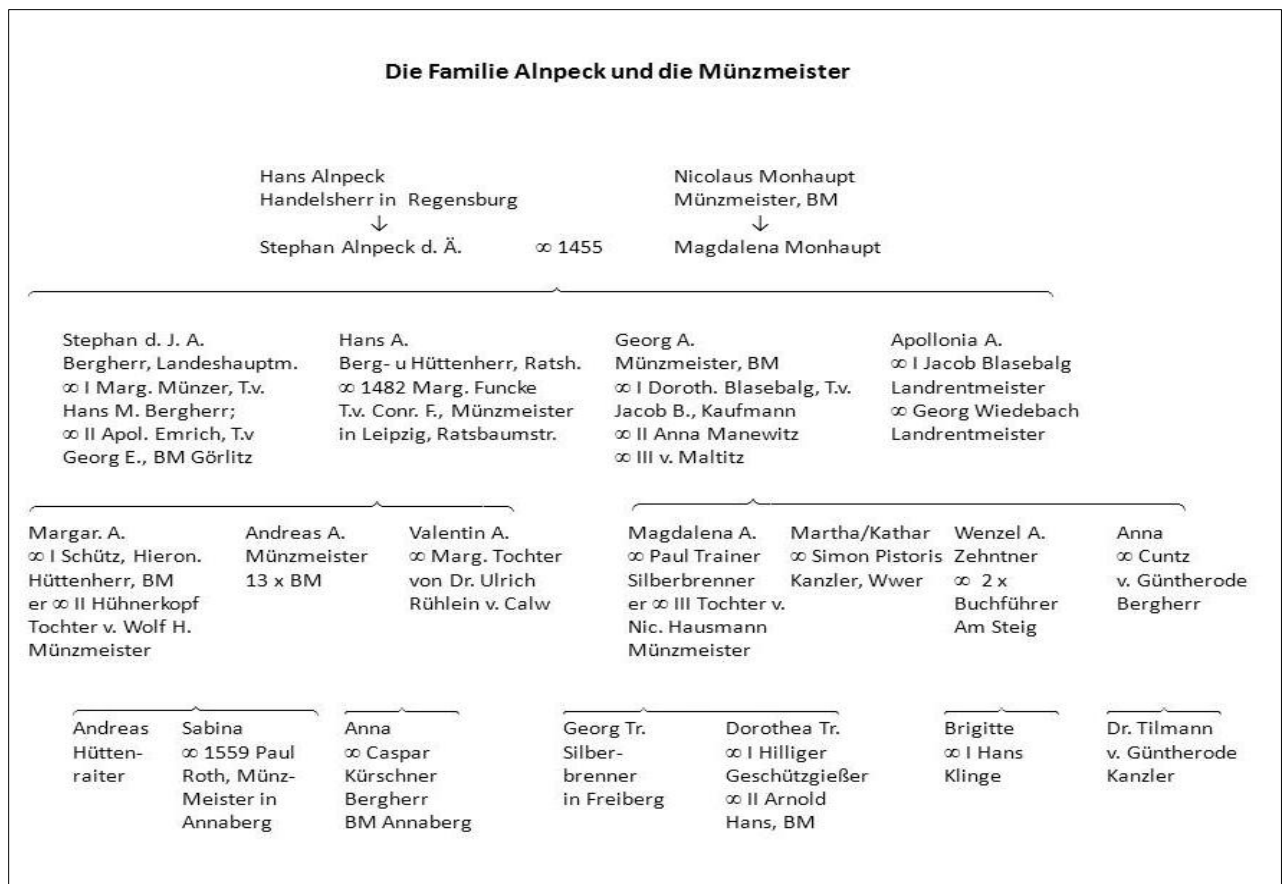 Die Familie Alnpeck und die Münzmeister
Hans Alnpeck
Handelsherr in Regensburg
↓
Stephan Alnpeck d. Ä.
∞ 1455
Nicolaus Monhaupt
Münzmeister, BM
↓
Magdalena Monhaupt
Stephan d. J. A.
Bergherr, Landeshauptm.
∞ I Marg. Münzer, T.v.
Hans M. Bergherr;
∞ II Apol. Emrich, T.v
Georg E., BM Görlitz
Hans A.
Berg- u Hüttenherr, Ratsh.
∞ 1482 Marg. Funcke
T.v. Conr. F., Münzmeister
in Leipzig, Ratsbaumstr.
Georg A.
Münzmeister, BM
∞ I Doroth. Blasebalg, T.v.
Jacob B., Kaufmann
∞ II Anna Manewitz
∞ III v. Maltitz
Apollonia A.
∞ I Jacob Blasebalg
Landrentmeister
∞ Georg Wiedebach
Landrentmeister
Margar. A.
∞ I Schütz, Hieron.
Hüttenherr, BM
er ∞ II Hühnerkopf
Tochter v. Wolf H.
Münzmeister
Andreas A.
Münzmeister
13 x BM
Valentin A.
∞ Marg. Tochter
von Dr. Ulrich
Rühlein v. Calw
Magdalena A.
∞ Paul Trainer
Silberbrenner
er ∞ III Tochter v.
Nic. Hausmann
Münzmeister
Martha/Kathar
∞ Simon Pistoris
Kanzler, Wwer
Wenzel A.
Zehntner
∞ 2 x
Buchführer
Am Steig
Anna
∞ Cuntz
v. Güntherode
Bergherr
Andreas
Hütten-
raiter
Sabina
∞ 1559 Paul
Roth, Münz-
Meister in
Annaberg
Anna
∞ Caspar
Kürschner
Bergherr
BM Annaberg
Georg Tr.
Silber-
brenner
in Freiberg
Dorothea Tr.
∞ I Hilliger
Geschützgießer
∞ II Arnold
Hans, BM
Brigitte
∞ I Hans
Klinge
Dr. Tilmann
v. Güntherode
Kanzler